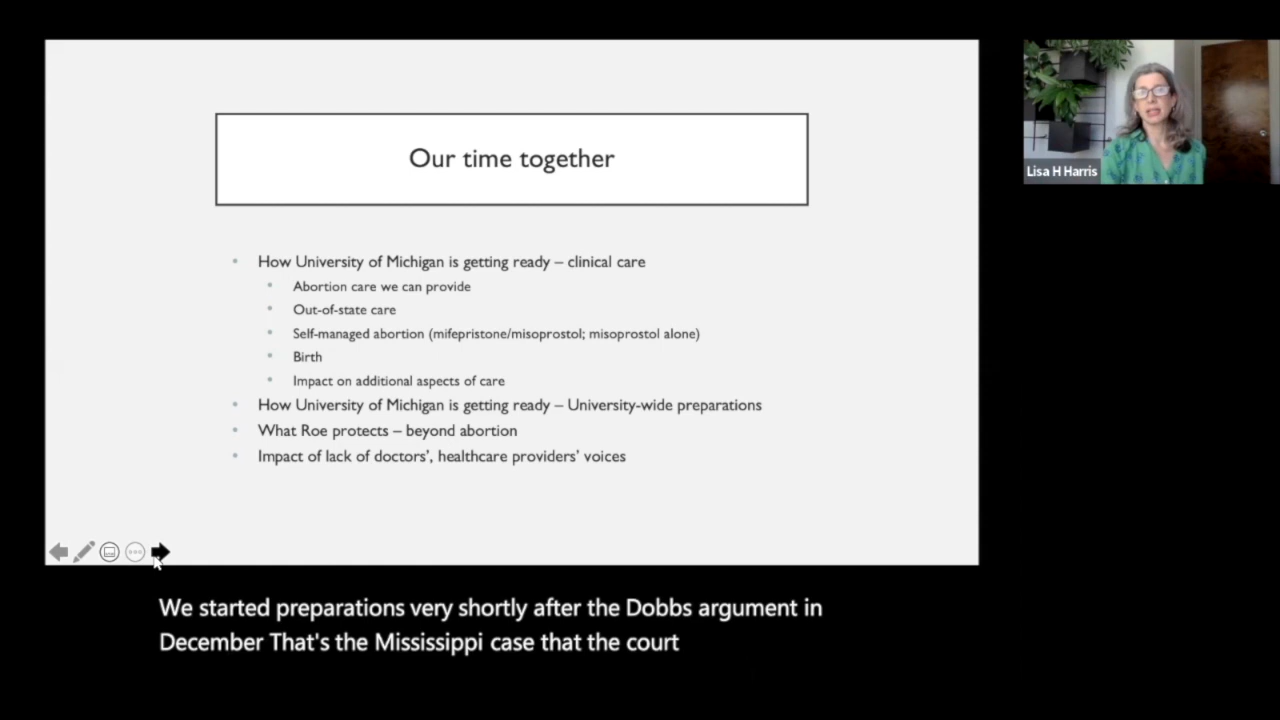 Our time together
How University of Michigan is getting ready – clinical care
Abortion care we can provide
Out-of-state care
Self-managed abortion (mifepristone/misoprostol; misoprostol alone)
Birth
Impact on additional aspects of care
How University of Michigan is getting ready – University-wide preparations
What Roe protects – beyond abortion
Impact of lack of doctors', healthcare providers' voices
Lisa H Harris
We started preparations very shortly after the Dobbs argument in
December That's the Mississippi case that the court